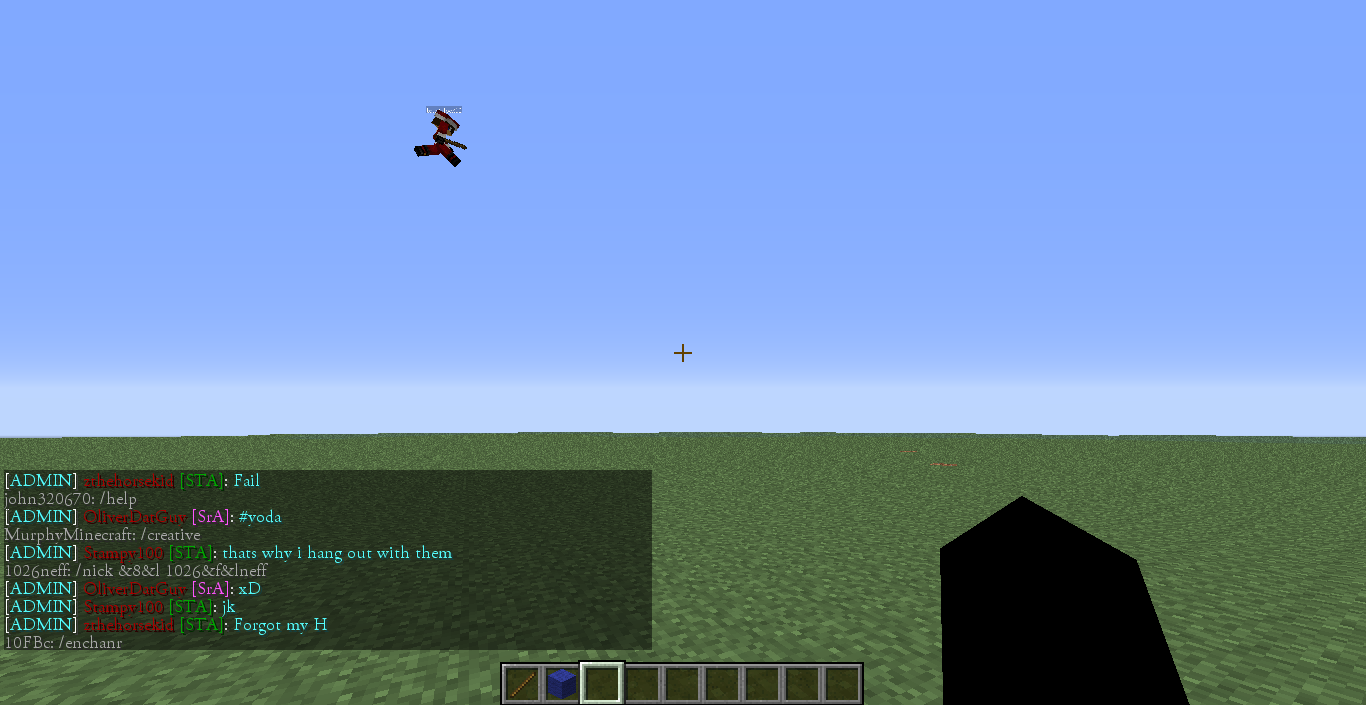 [ADMIN] zthehorsekid [STA]: Fail
john320670: /help
[ADMIN] OliverDatGuy [SrA]: #yoda
MurphyMinecraft: /creative
[ADMIN] Stampy100 [STA]: thats why i hang out with them
1026neff: /nick &8&l 1026&f&lneff
[ADMIN] OliverDatGuy [SrA]: xD
[ADMIN] Stampy100 [STA]: jk
[ADMIN] zthehorsekid [STA]: Forgot my H
10FBc: /enchanr